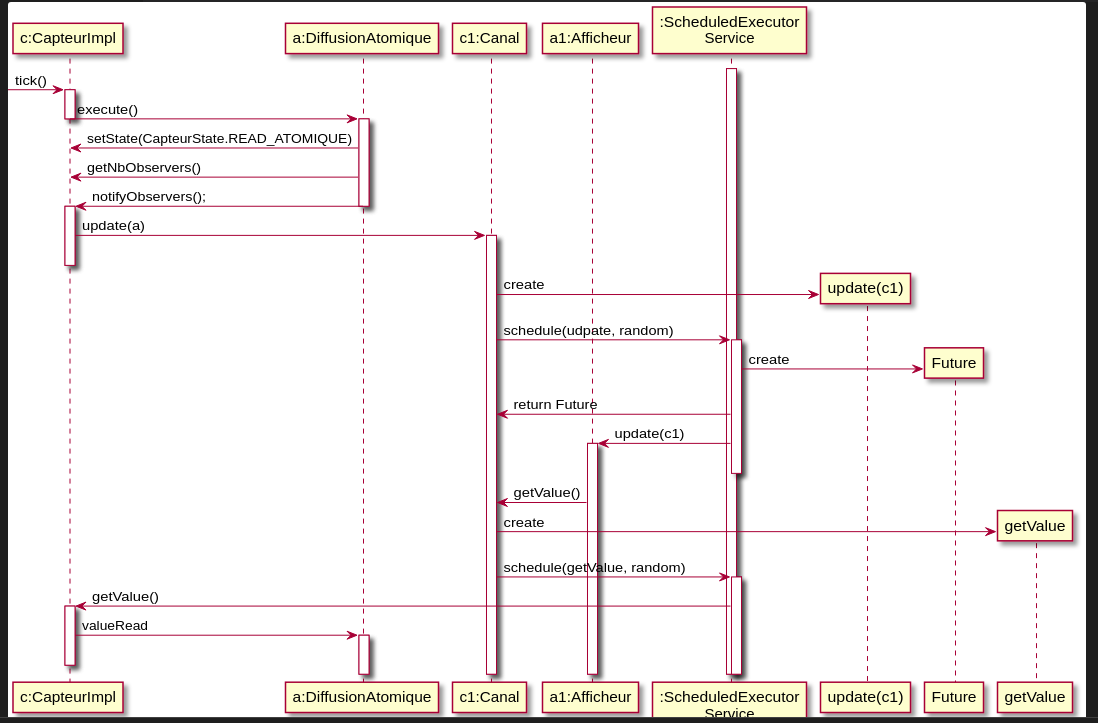 c:CapteurImpl
a:DiffusionAtomique
c1:Canal
a1:Afficheur
:ScheduledExecutor
Service
tick()
execute()
setState(CapteurState.READ_ATOMIQUE)
getNbObservers()
notifyObservers();
update(a)
create
update(c1)
schedule(udpate, random)
create
Future
return Future
update(c1)
getValue()
create
getValue
schedule(getValue, random)
getValue()
valueRead
c:CapteurImpl
a:DiffusionAtomique
c1:Canal
a1:Afficheur
:ScheduledExecutor
Service
update(c1)
Future
getValue